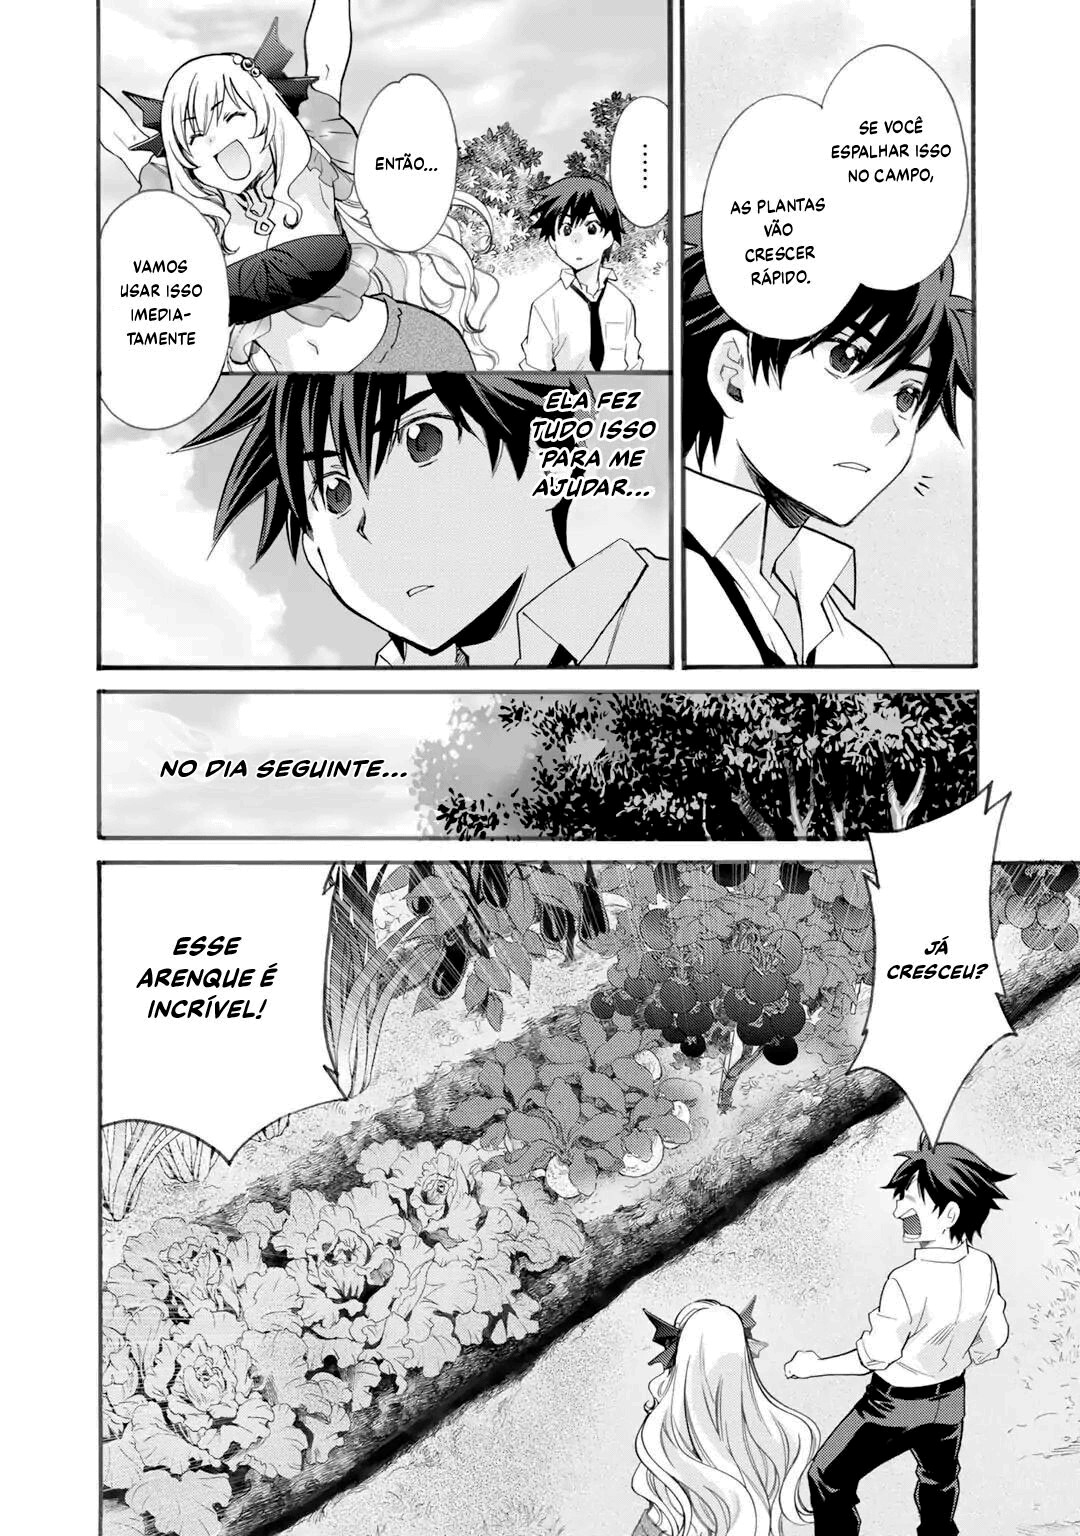 SE VOCÊ
ESPALHAR ISSO
NO CAMPO,
AS PLANTAS
VÃO
CRESCER
RÁPIDO.
.......
ENTÃO...
VAMOS
USAR ISSO
IMEDIA-
TAMENTE
ELA FEZ
TUDO ISSO
PARA ME
AJUDAR...
NO DIA SEGUINTE...
JÁ
CRESCEU?
ESSE
ARENQUE É
INCRÍVEL!